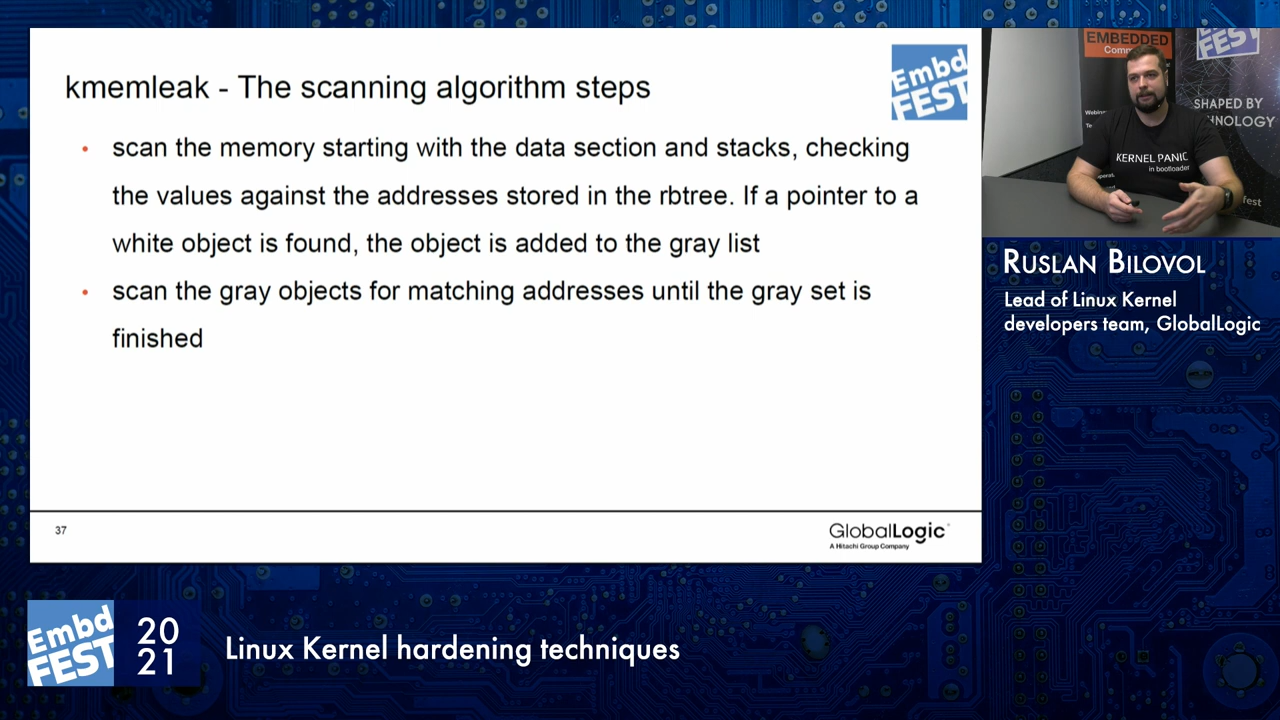 kmemleak - The scanning algorithm steps
Embd
FEST
• scan the memory starting with the data section and stacks, checking
the values against the addresses stored in the rbtree. If a pointer to a
white object is found, the object is added to the gray list
• scan the gray objects for matching addresses until the gray set is
finished
37
GlobalLogic
A Hitachi Group Company
EMBEDDED
FEST
SHAPED BY
KERNEL PANIC
in bootloader
fest
RUSLAN BILOVOL
Lead of Linux Kernel
developers team, GlobalLogic
Embd
FEST
20
21
Linux Kernel hardening techniques